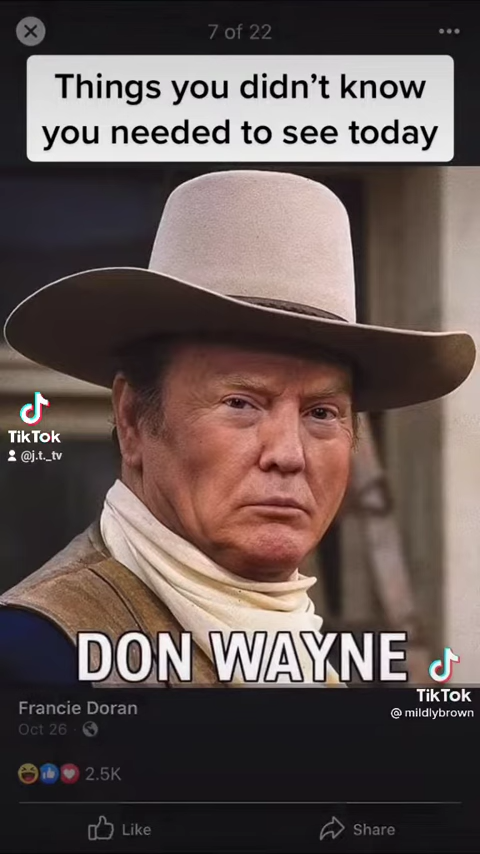 7 of 22
Things you didn’t know
you needed to see today
TikTok
@j.t._tv
DON WAYNE
TikTok
@mildlybrown
Francie Doran
Oct 26 ·
2.5K
Like
Share